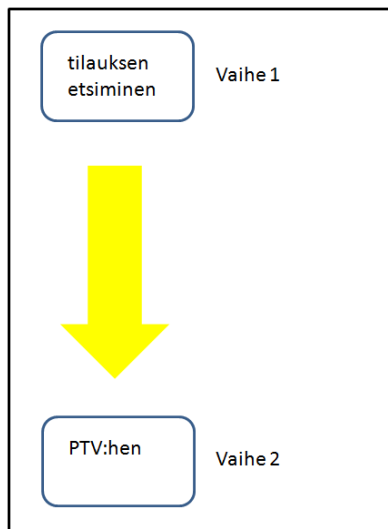 tilauksen
etsiminen
Vaihe 1
PTV:hen
Vaihe 2